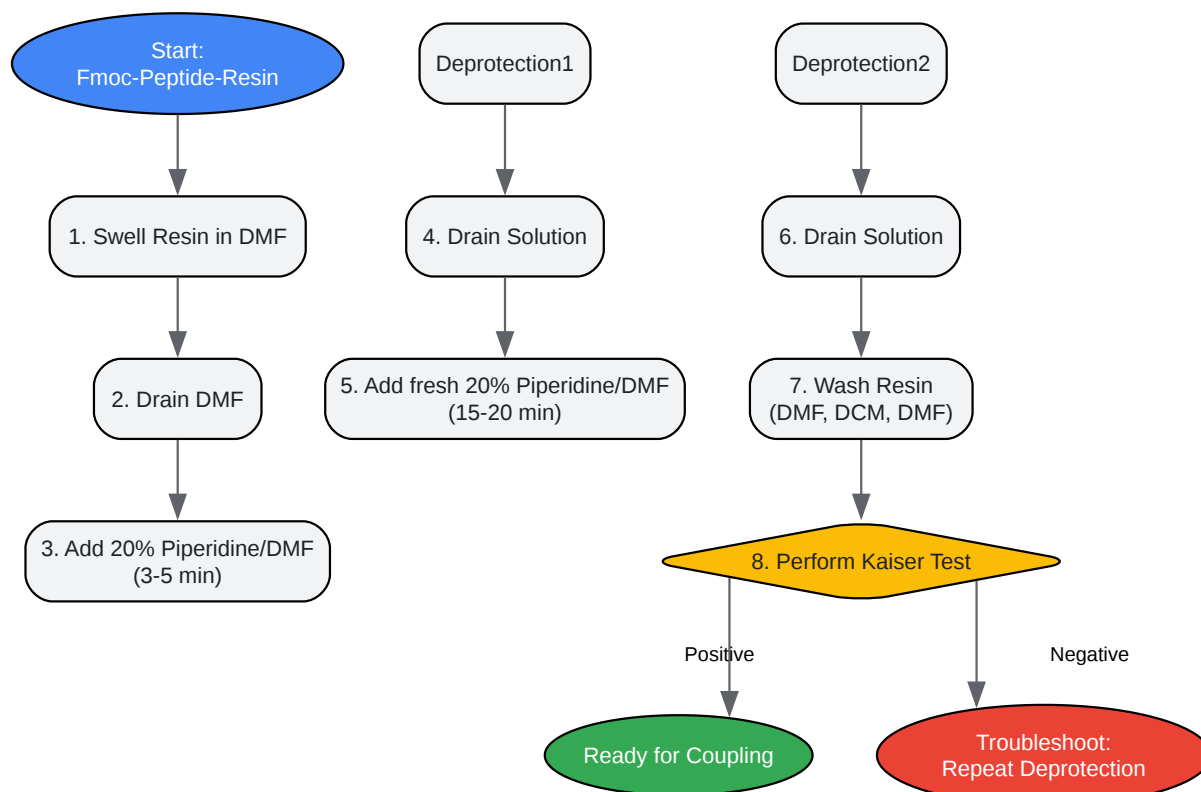 Start:
Fmoc-Peptide-Resin
1. Swell Resin in DMF
2. Drain DMF
3. Add 20% Piperidine/DMF
(3-5 min)
Deprotection1
4. Drain Solution
5. Add fresh 20% Piperidine/DMF
(15-20 min)
Deprotection2
6. Drain Solution
7. Wash Resin
(DMF, DCM, DMF)
8. Perform Kaiser Test
Positive
Negative
Ready for Coupling
Troubleshoot:
Repeat Deprotection